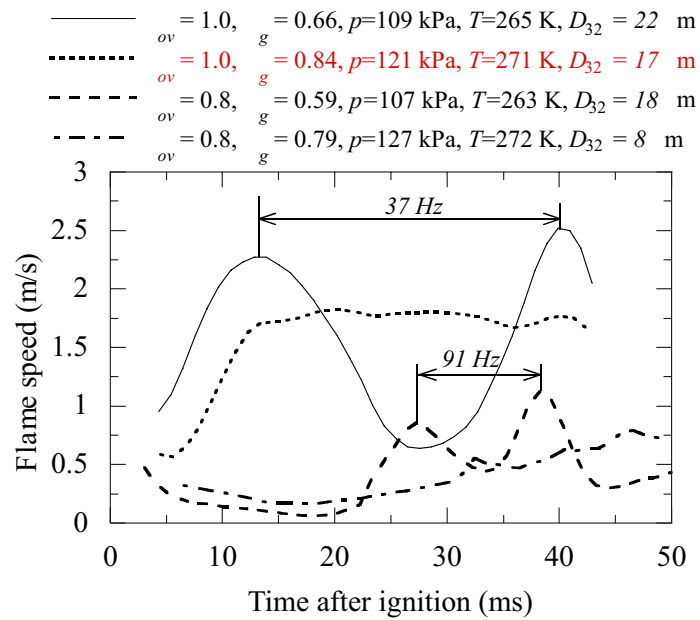 ov = 1.0, g = 0.66, p=109 kPa, T=265 K, D32 = 22 m
ov = 1.0, g = 0.84, p=121 kPa, T=271 K, D32 = 17 m
ov = 0.8, g = 0.59, p=107 kPa, T=263 K, D32 = 18 m
ov = 0.8, g = 0.79, p=127 kPa, T=272 K, D32 = 8 m
3
37 Hz
2.5
2
1.5
91 Hz
1
0.5
0
Flame speed (m/s)
0 10 20 30 40 50
Time after ignition (ms)